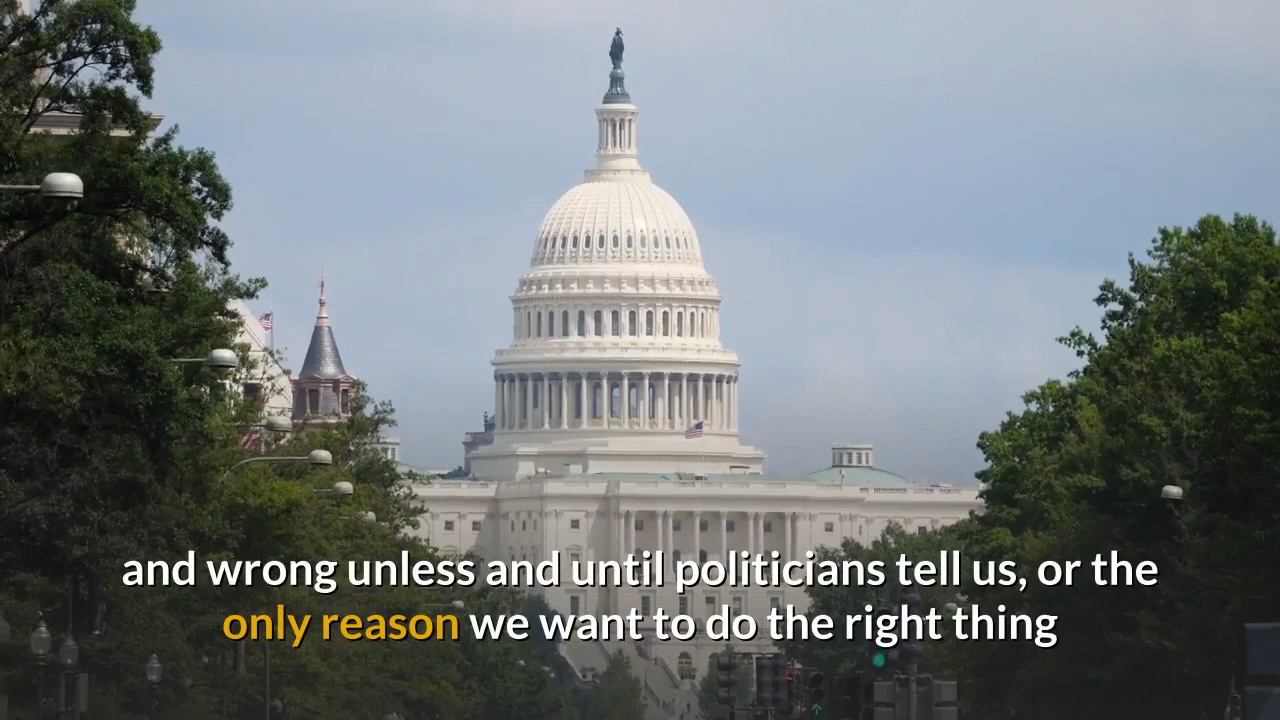 and wrong unless and until politicians tell us, or the
only reason we want to do the right thing